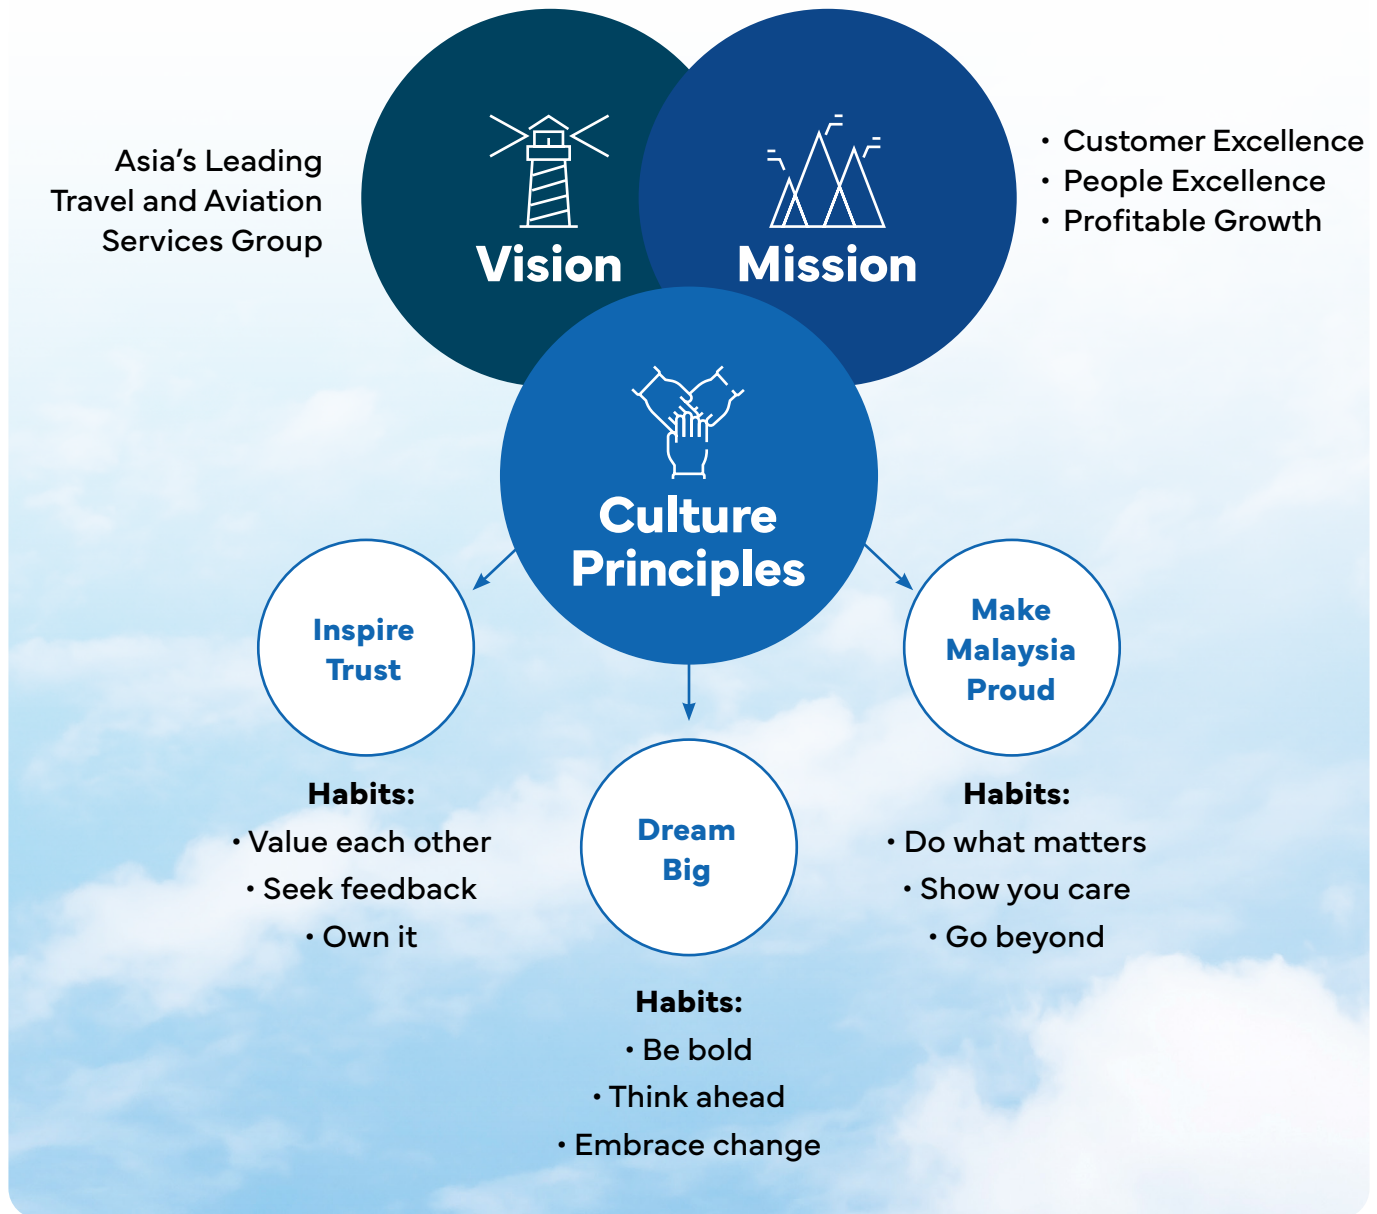 Asia’s Leading
Travel and Aviation
Services Group
Vision
Mission
• Customer Excellence
• People Excellence
• Profitable Growth
Culture
Principles
Inspire
Trust
Habits:
• Value each other
• Seek feedback
• Own it
Dream
Big
Habits:
• Be bold
• Think ahead
• Embrace change
Make
Malaysia
Proud
Habits:
• Do what matters
• Show you care
• Go beyond